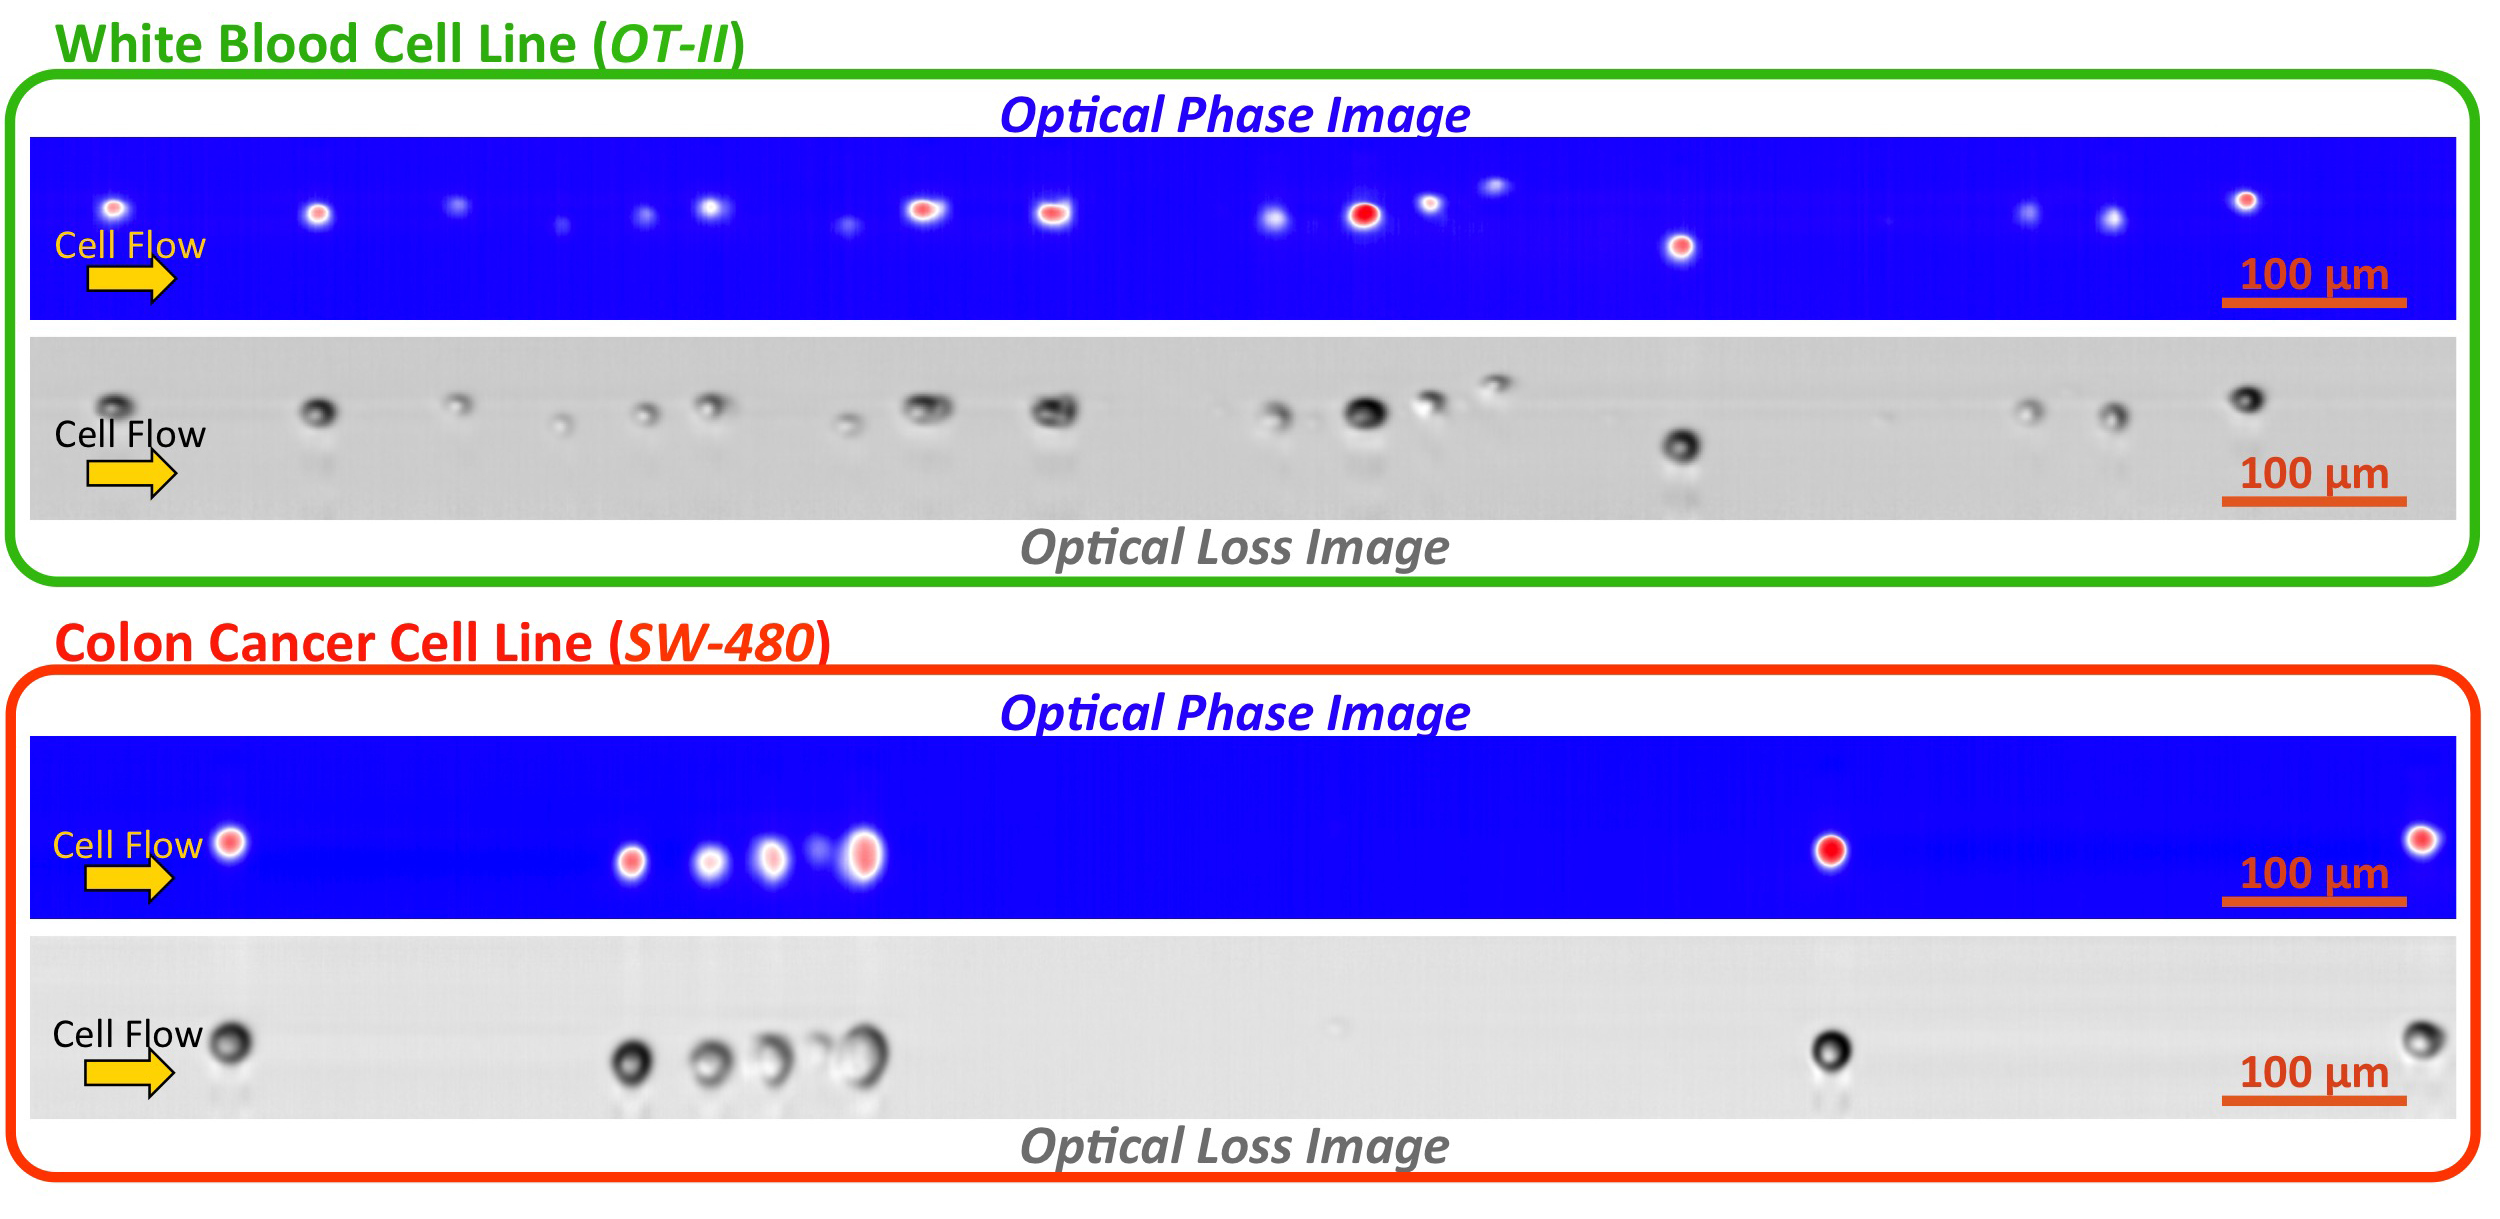 White Blood Cell Line (OT-II)
Optical Phase Image
Cell Flow
100 µm
Cell Flow
100 µm
Optical Loss Image
Colon Cancer Cell Line (SW-480)
Optical Phase Image
Cell Flow
100 µm
Cell Flow
100 µm
Optical Loss Image